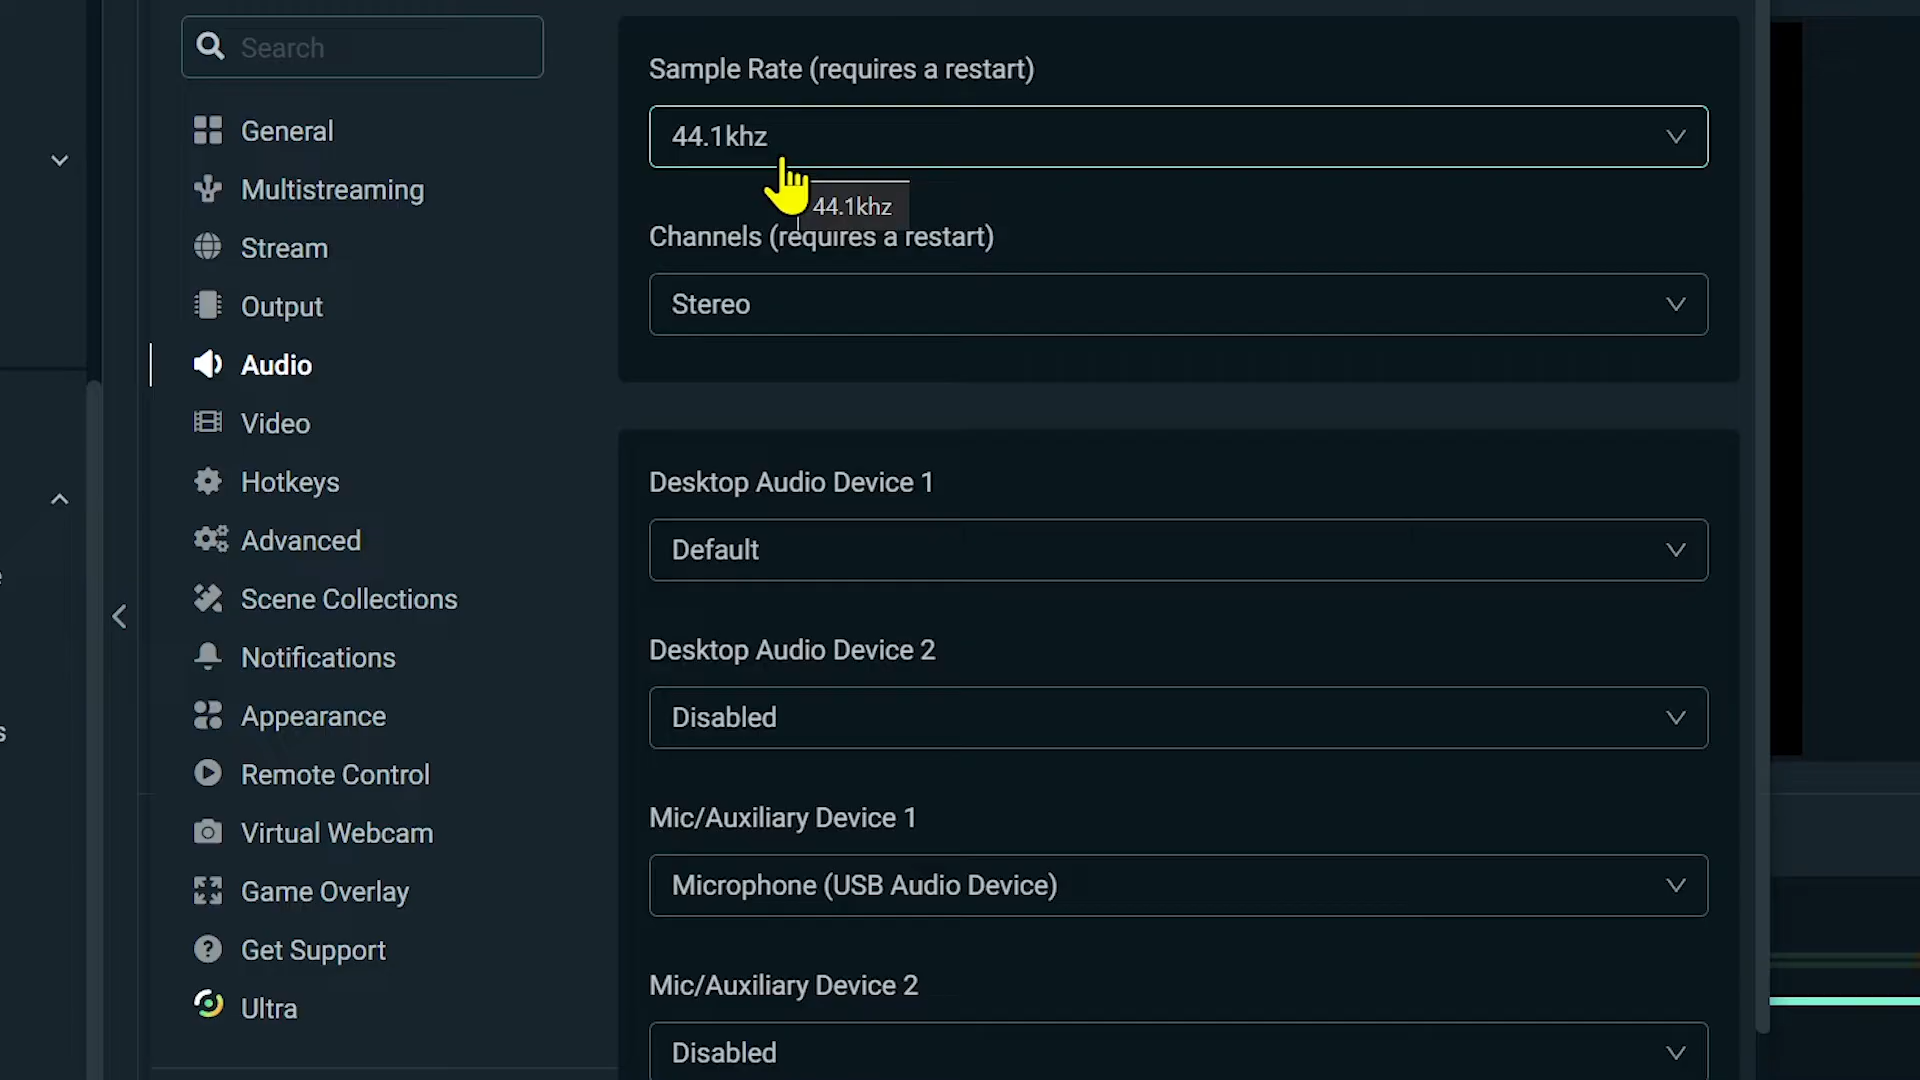 Search
General
Multistreaming
Stream
Output
Audio
Video
Hotkeys
Advanced
Scene Collections
Notifications
Appearance
Remote Control
Virtual Webcam
Game Overlay
Get Support
Ultra
Sample Rate (requires a restart)
44.1khz
44.1khz
Channels (requires a restart)
Stereo
Desktop Audio Device 1
Default
Desktop Audio Device 2
Disabled
Mic/Auxiliary Device 1
Microphone (USB Audio Device)
Mic/Auxiliary Device 2
Disabled